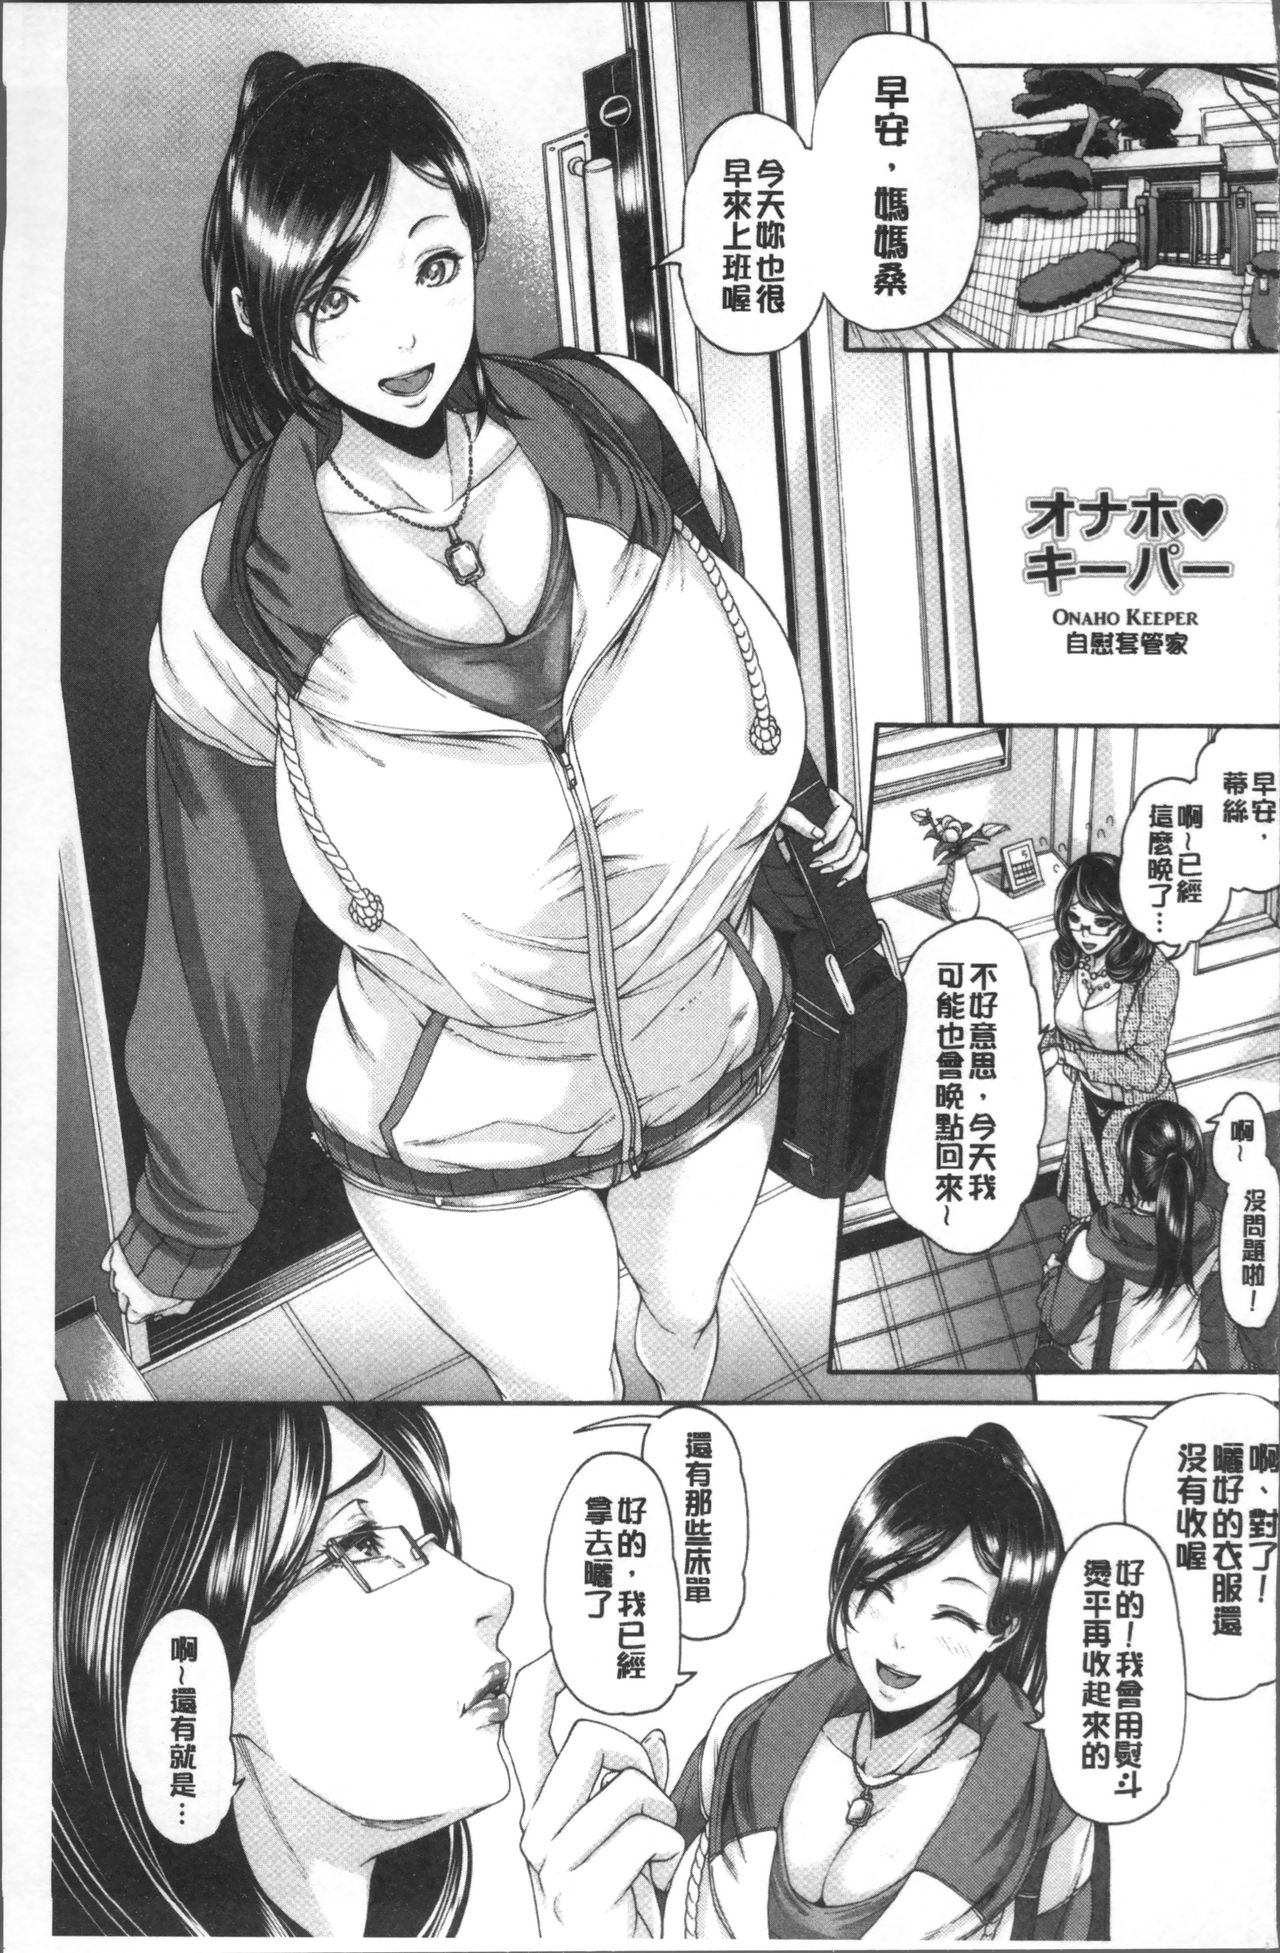 早安，媽媽桑
今天妳也很
早來上班喔
オナホ♥
キーパー
ONAHO KEEPER
自慰套管家
早安，
蒂絲
啊~已經
這麼晚了…
不好意思，今天我
可能也會晚點回來~
啊~
沒問題啦！
啊、對了！
曬好的衣服還
沒有收喔
好的！我會用熨斗
燙平再收起來的
還有那些床單
好的，我已經
拿去曬了
啊~還有就是…